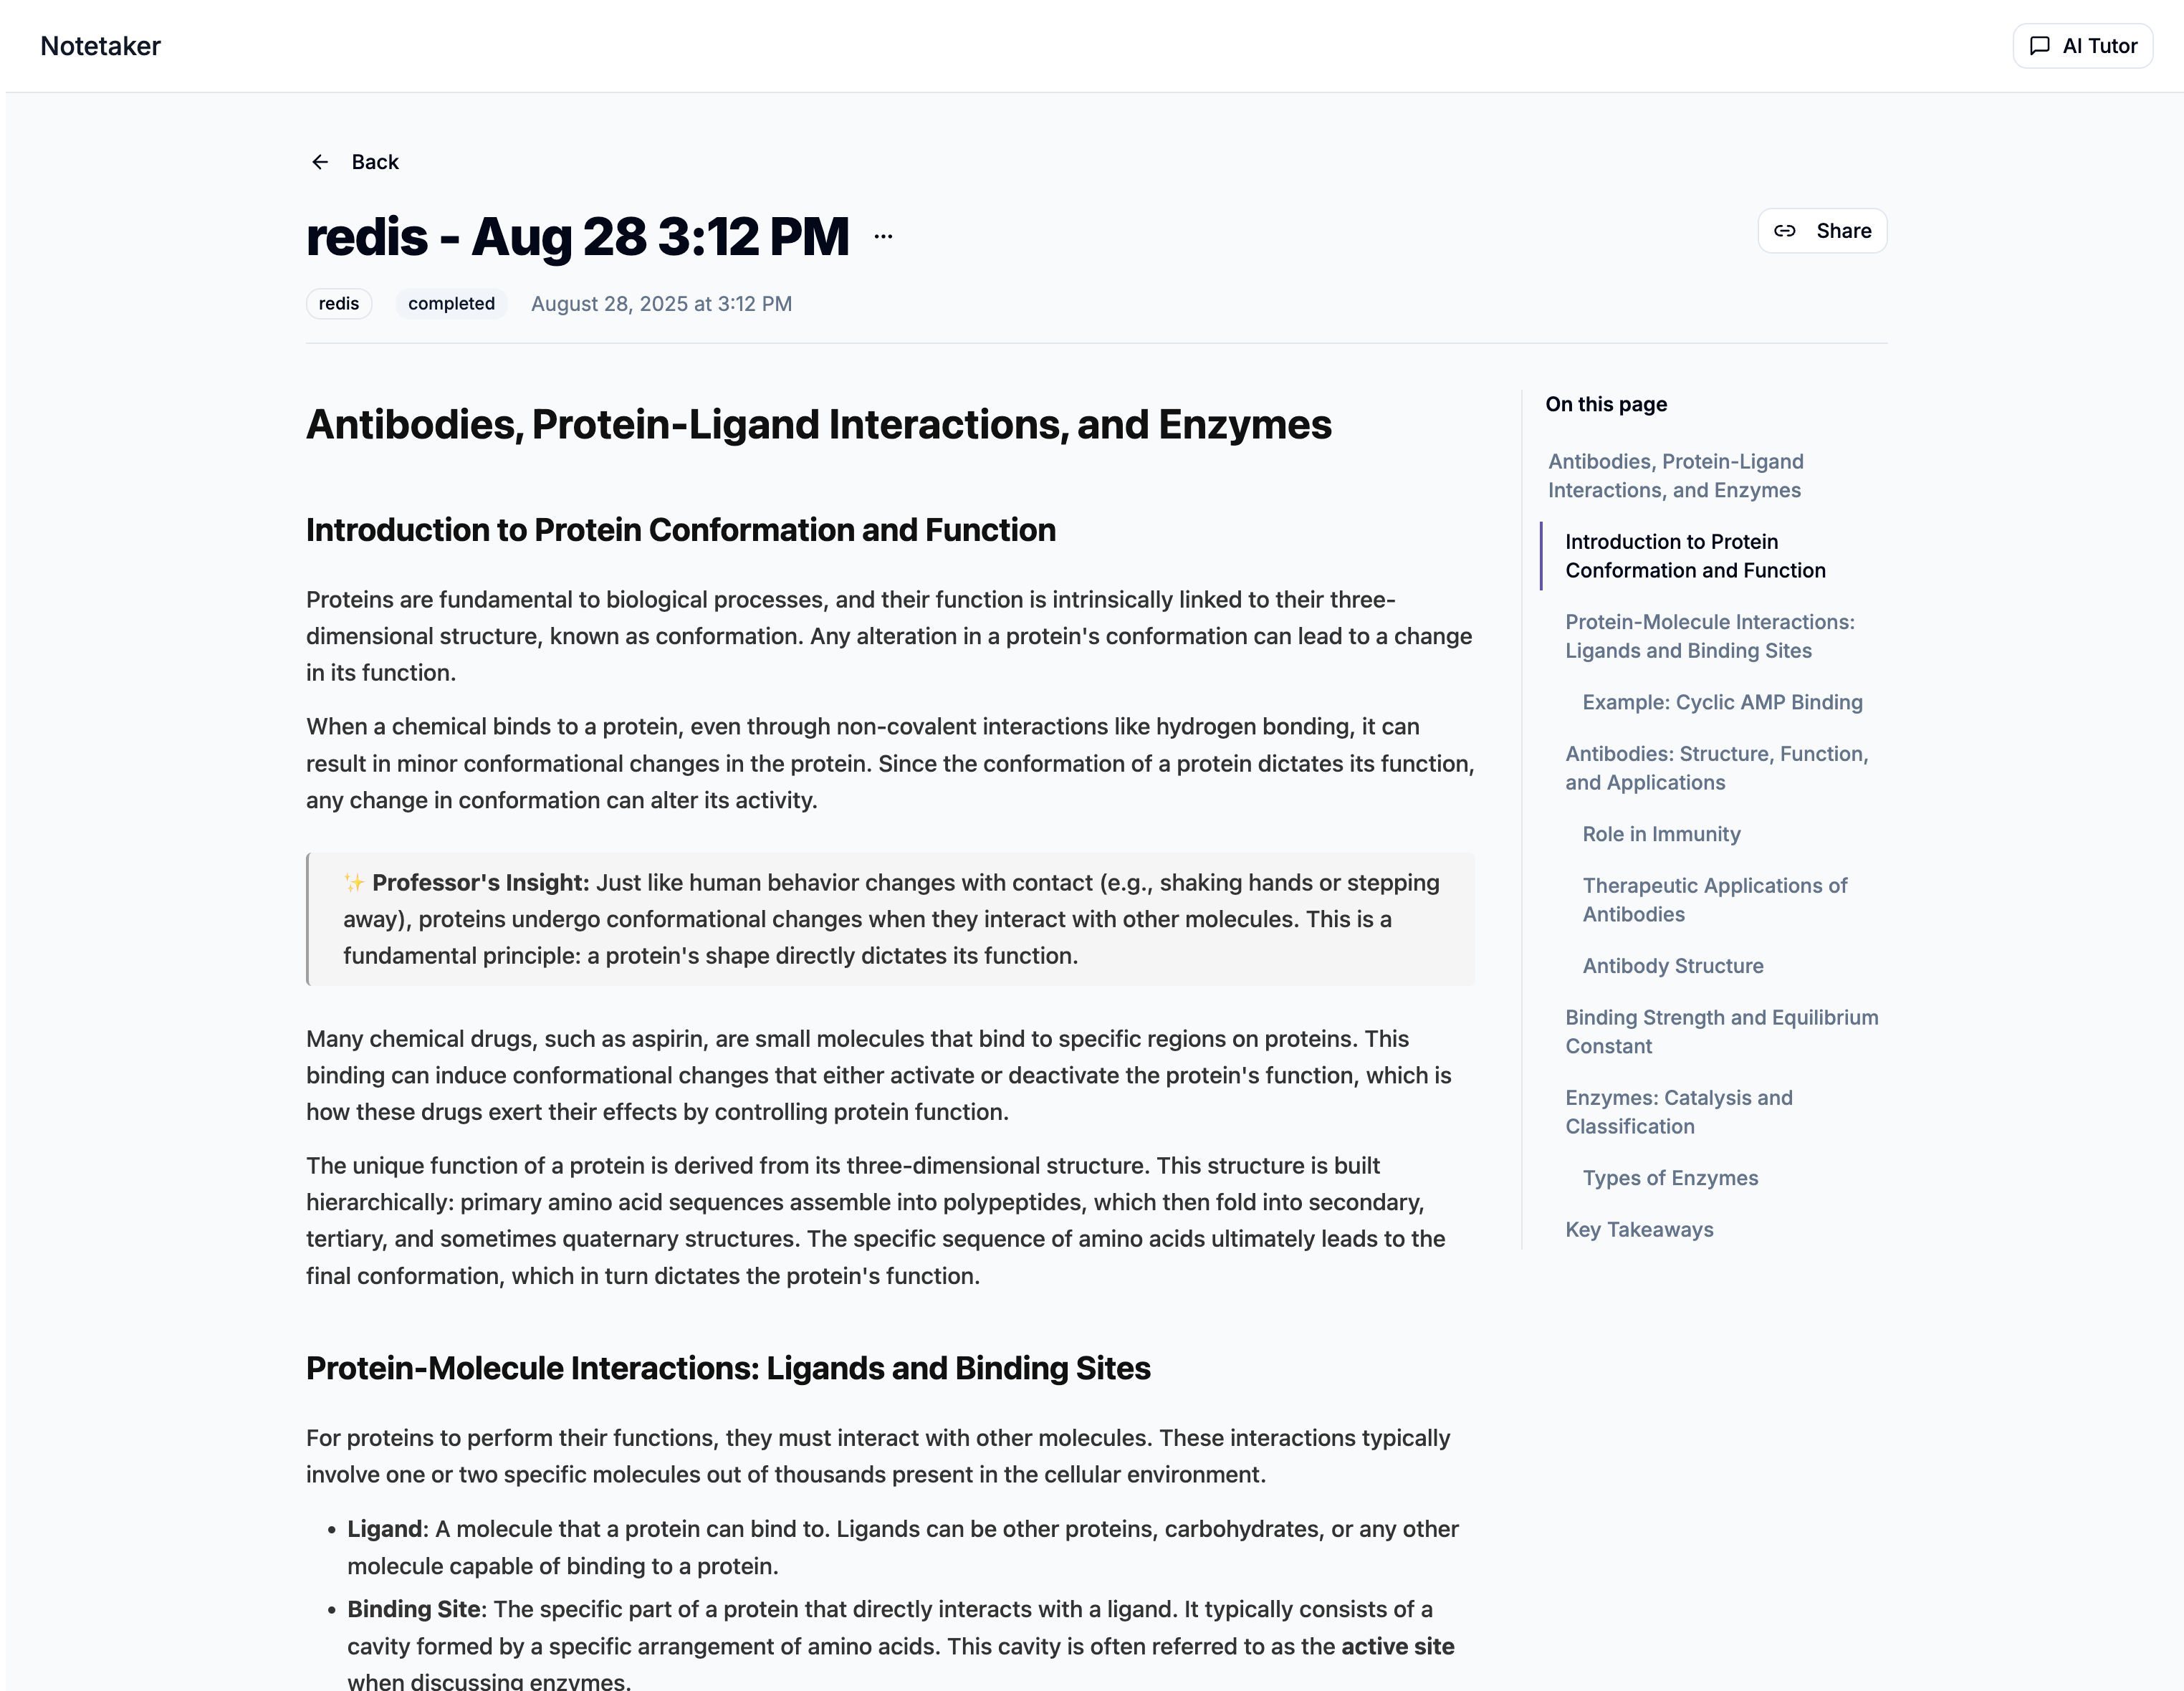 Notetaker
AI Tutor
Back
redis - Aug 28 3:12 PM
Share
redis
completed
August 28, 2025 at 3:12 PM
Antibodies, Protein-Ligand Interactions, and Enzymes
Introduction to Protein Conformation and Function
Proteins are fundamental to biological processes, and their function is intrinsically linked to their three-
dimensional structure, known as conformation. Any alteration in a protein's conformation can lead to a change
in its function.
When a chemical binds to a protein, even through non-covalent interactions like hydrogen bonding, it can
result in minor conformational changes in the protein. Since the conformation of a protein dictates its function,
any change in conformation can alter its activity.
✨ Professor's Insight: Just like human behavior changes with contact (e.g., shaking hands or stepping
away), proteins undergo conformational changes when they interact with other molecules. This is a
fundamental principle: a protein's shape directly dictates its function.
Many chemical drugs, such as aspirin, are small molecules that bind to specific regions on proteins. This
binding can induce conformational changes that either activate or deactivate the protein's function, which is
how these drugs exert their effects by controlling protein function.
The unique function of a protein is derived from its three-dimensional structure. This structure is built
hierarchically: primary amino acid sequences assemble into polypeptides, which then fold into secondary,
tertiary, and sometimes quaternary structures. The specific sequence of amino acids ultimately leads to the
final conformation, which in turn dictates the protein's function.
Protein-Molecule Interactions: Ligands and Binding Sites
For proteins to perform their functions, they must interact with other molecules. These interactions typically
involve one or two specific molecules out of thousands present in the cellular environment.
• Ligand: A molecule that a protein can bind to. Ligands can be other proteins, carbohydrates, or any other
molecule capable of binding to a protein.
• Binding Site: The specific part of a protein that directly interacts with a ligand. It typically consists of a
cavity formed by a specific arrangement of amino acids. This cavity is often referred to as the active site
when discussing enzymes.
On this page
Antibodies, Protein-Ligand
Interactions, and Enzymes
Introduction to Protein
Conformation and Function
Protein-Molecule Interactions:
Ligands and Binding Sites
Example: Cyclic AMP Binding
Antibodies: Structure, Function,
and Applications
Role in Immunity
Therapeutic Applications of
Antibodies
Antibody Structure
Binding Strength and Equilibrium
Constant
Enzymes: Catalysis and
Classification
Types of Enzymes
Key Takeaways